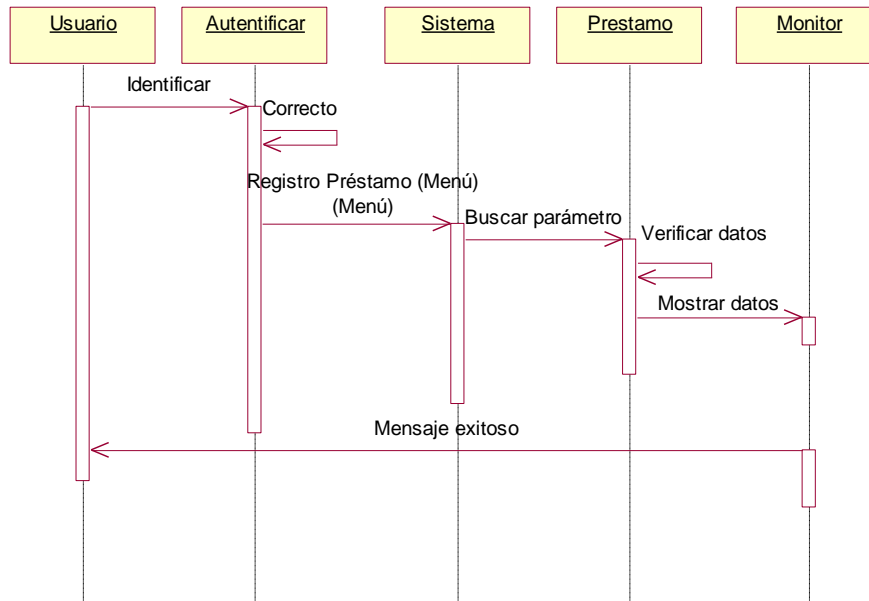 Usuario
Autentificar
Sistema
Prestamo
Monitor
Identificar
Correcto
Registro Préstamo (Menú)
(Menú)
Buscar parámetro
Verificar datos
Mostrar datos
Mensaje exitoso